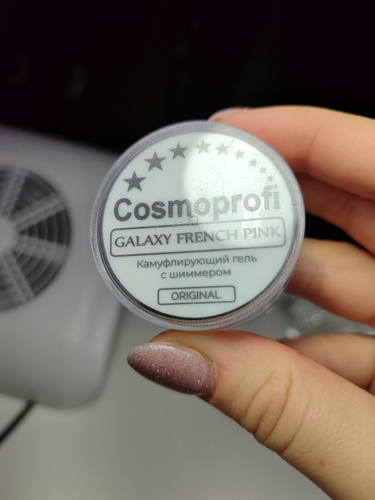 Cosmoprofi
GALAXY FRENCH PINK
Камуфлирующий гель
с шиммером
ORIGINAL